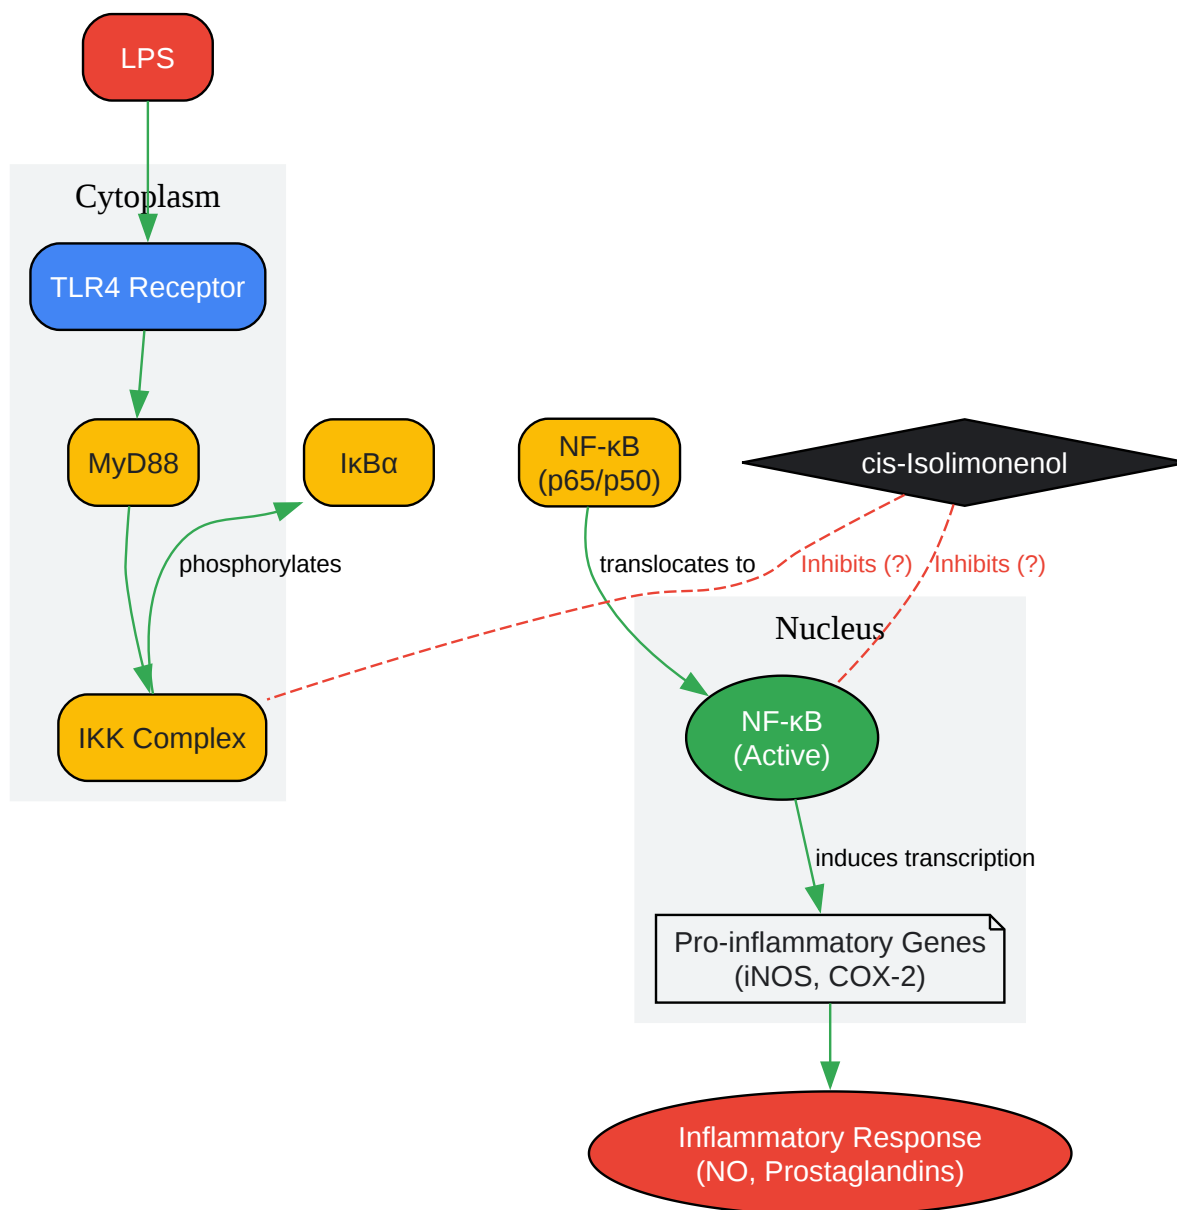 LPS
Cytoplasm
TLR4 Receptor
MyD88
IκBα
NF-κB
(p65/p50)
cis-Isolimonenol
phosphorylates
translocates to
Inhibits (?)
Inhibits (?)
Nucleus
IKK Complex
NF-κB
(Active)
induces transcription
Pro-inflammatory Genes
(iNOS, COX-2)
Inflammatory Response
(NO, Prostaglandins)